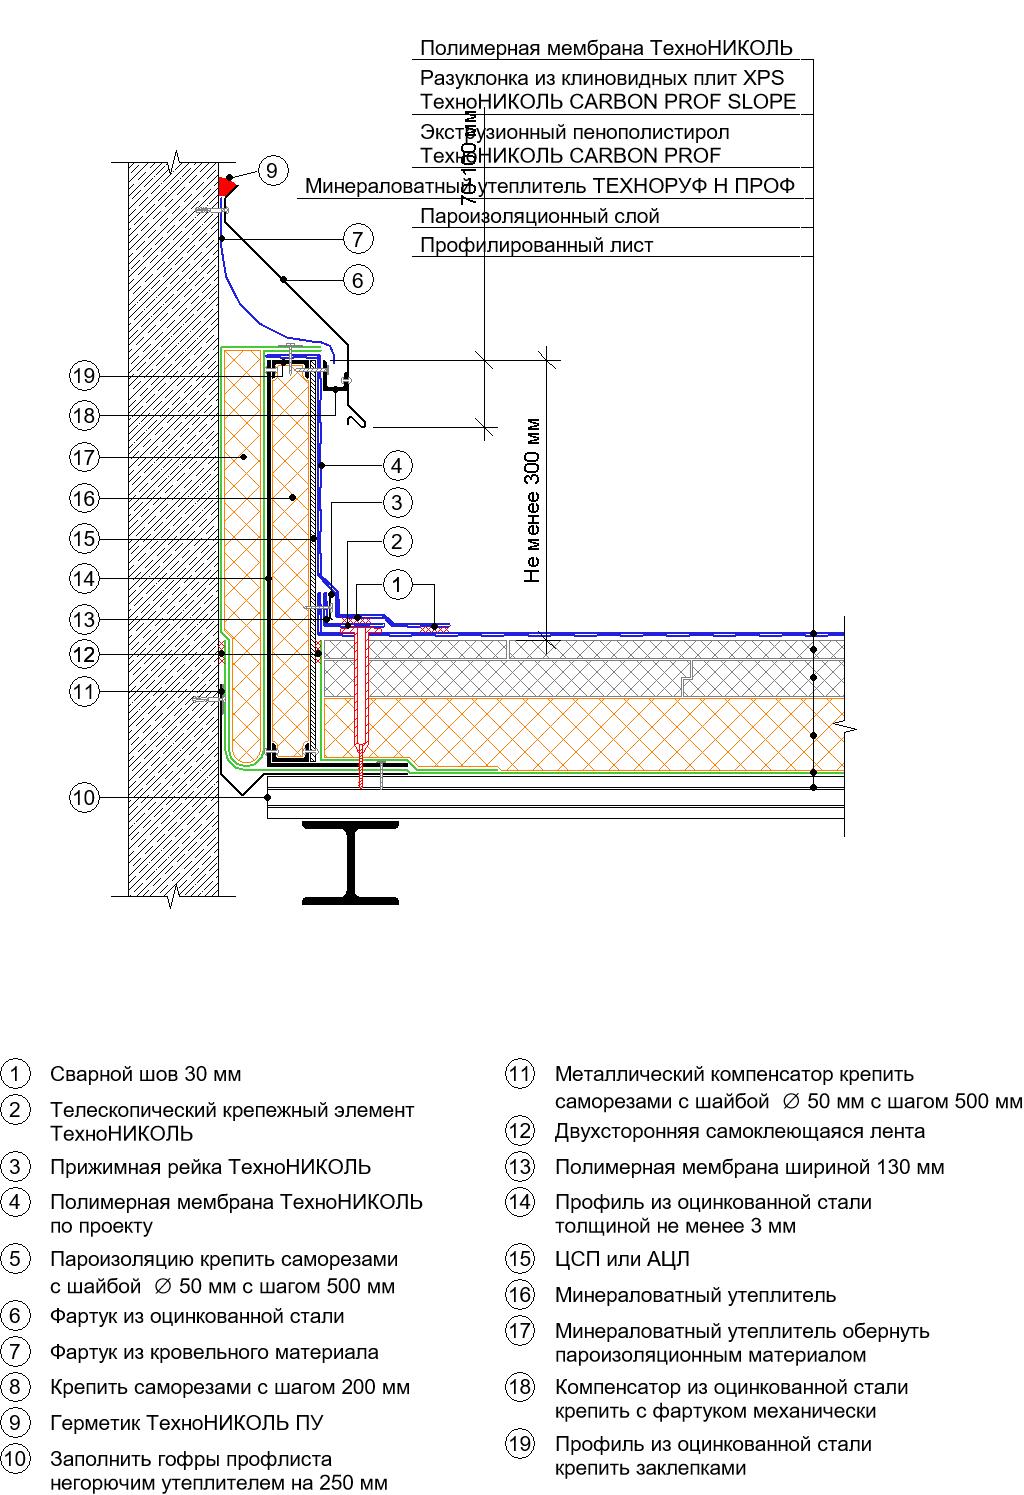 Полимерная мембрана ТехноНИКОЛЬ
Разуклонка из клиновидных плит XPS
ТехноНИКОЛЬ CARBON PROF SLOPE
Экструзионный пенополистирол
ТехноНИКОЛЬ CARBON PROF
Минераловатный утеплитель ТЕХНОРУФ Н ПРОФ
Пароизоляционный слой
Профилированный лист
70*100 мм
9
7
6
19
18
17
16
15
14
13
12
11
10
4
3
2
1
Не менее 300 мм
1 Сварной шов 30 мм
2 Телескопический крепежный элемент
ТехноНИКОЛЬ
3 Прижимная рейка ТехноНИКОЛЬ
4 Полимерная мембрана ТехноНИКОЛЬ
по проекту
5 Пароизоляцию крепить саморезами
с шайбой ∅ 50 мм с шагом 500 мм
6 Фартук из оцинкованной стали
7 Фартук из кровельного материала
8 Крепить саморезами с шагом 200 мм
9 Герметик ТехноНИКОЛЬ ПУ
10 Заполнить гофры профлиста
негорючим утеплителем на 250 мм
11 Металлический компенсатор крепить
саморезами с шайбой ∅ 50 мм с шагом 500 мм
12 Двухсторонняя самоклеющаяся лента
13 Полимерная мембрана шириной 130 мм
14 Профиль из оцинкованной стали
толщиной не менее 3 мм
15 ЦСП или АЦЛ
16 Минераловатный утеплитель
17 Минераловатный утеплитель обернуть
пароизоляционным материалом
18 Компенсатор из оцинкованной стали
крепить с фартуком механически
19 Профиль из оцинкованной стали
крепить заклепками